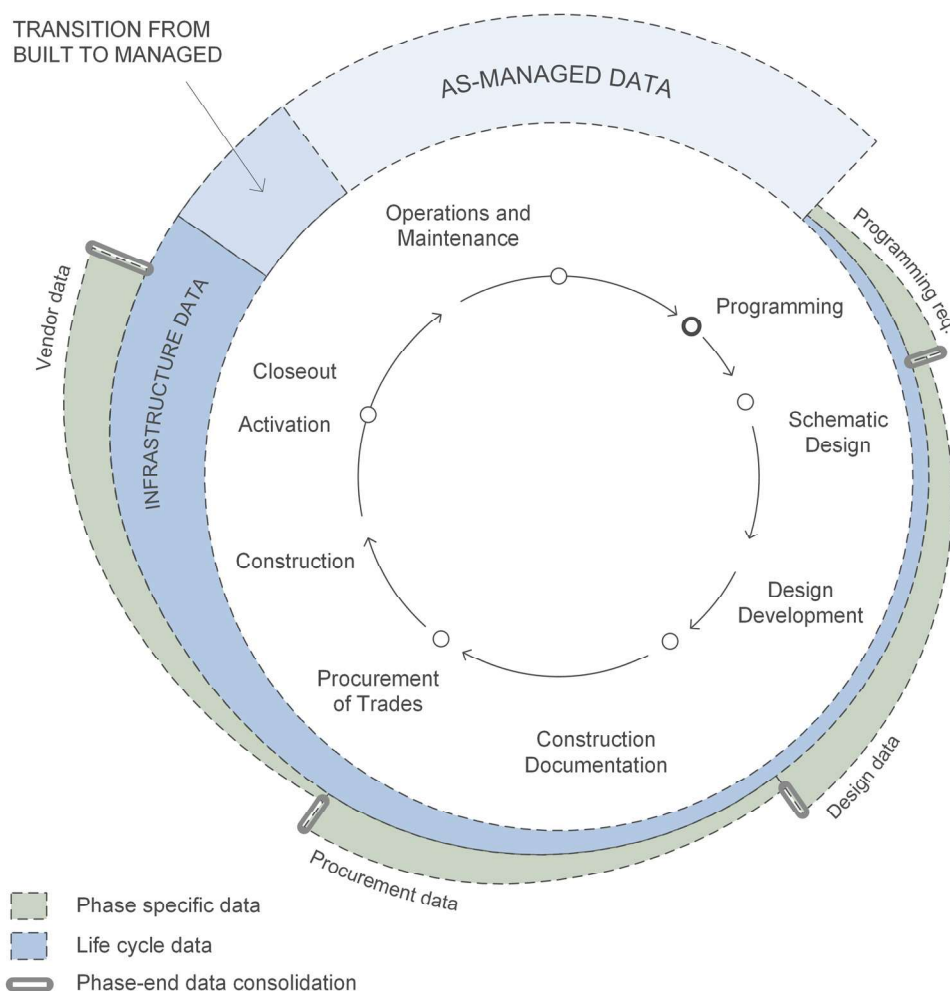 TRANSITION FROM
BUILT TO MANAGED
AS-MANAGED DATA
Operations and
Maintenance
Programming req.
Vendor data
INFRASTRUCTURE DATA
Programming
Closeout
Activation
Schematic
Design
Construction
Design
Development
Procurement
of Trades
Construction
Documentation
Design data
Procurement data
Phase specific data
Life cycle data
Phase-end data consolidation